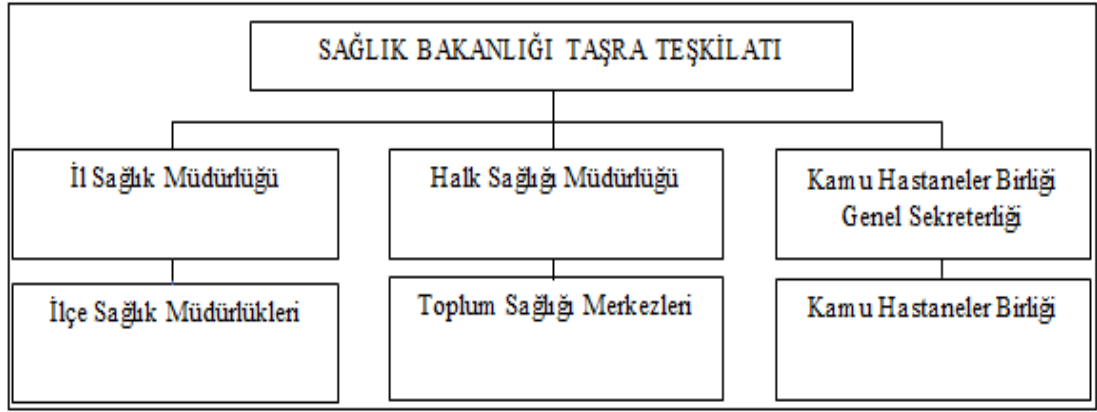 SAĞLIK BAKANLIĞI TAŞRA TEŞKİLATI
İl Sağlık Müdürlüğü
Halk Sağlığı Müdürlüğü
Kamu Hastaneler Birliği
Genel Sekreterliği
İlçe Sağlık Müdürlükleri
Toplum Sağlığı Merkezleri
Kamu Hastaneler Birliği